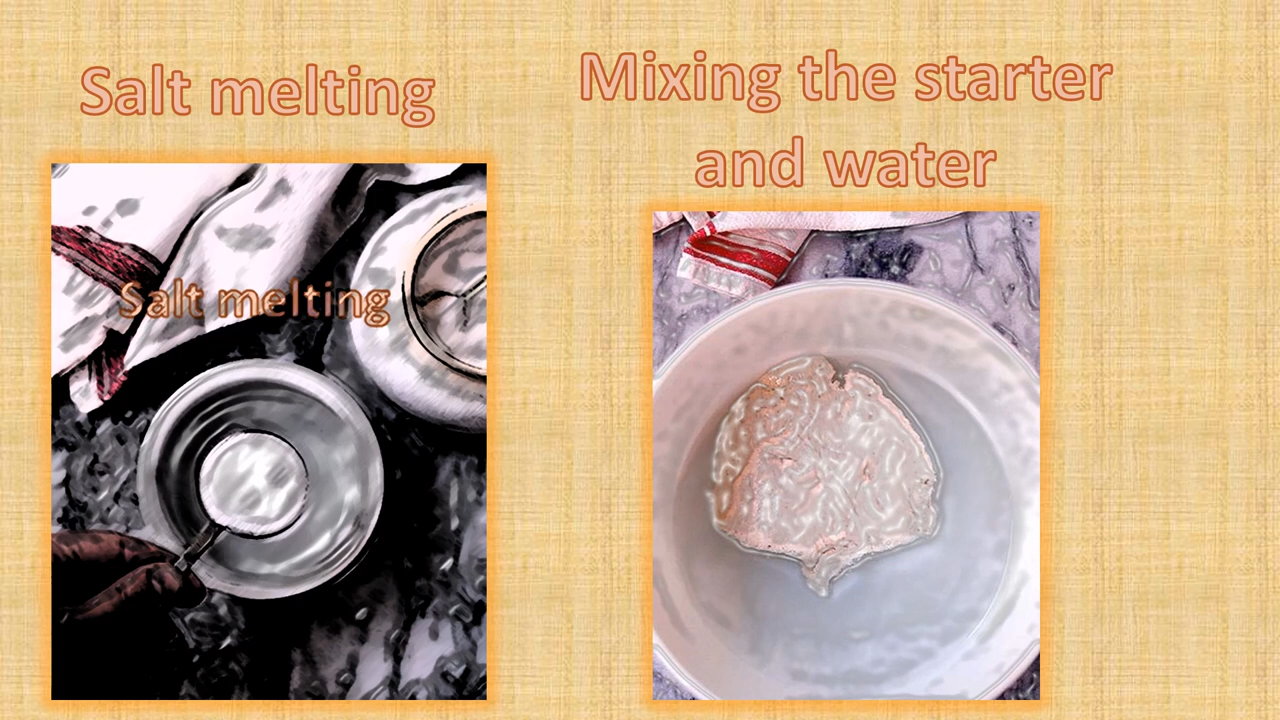 Salt melting
Mixing the starter
and water
Salt melting